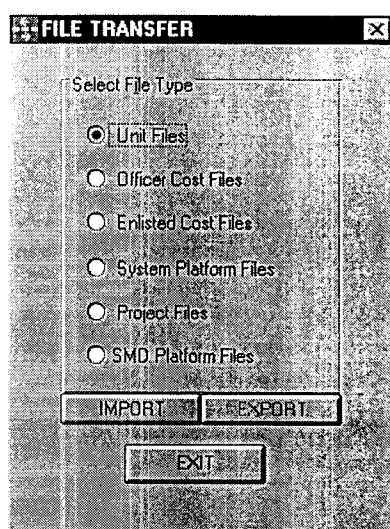 FILE TRANSFER
Select File Type
Unit Files
Officer Cost Files
Enlisted Cost Files
System Platform Files
Project Files
SMD Platform Files
IMPORT EXPORT
EXIT